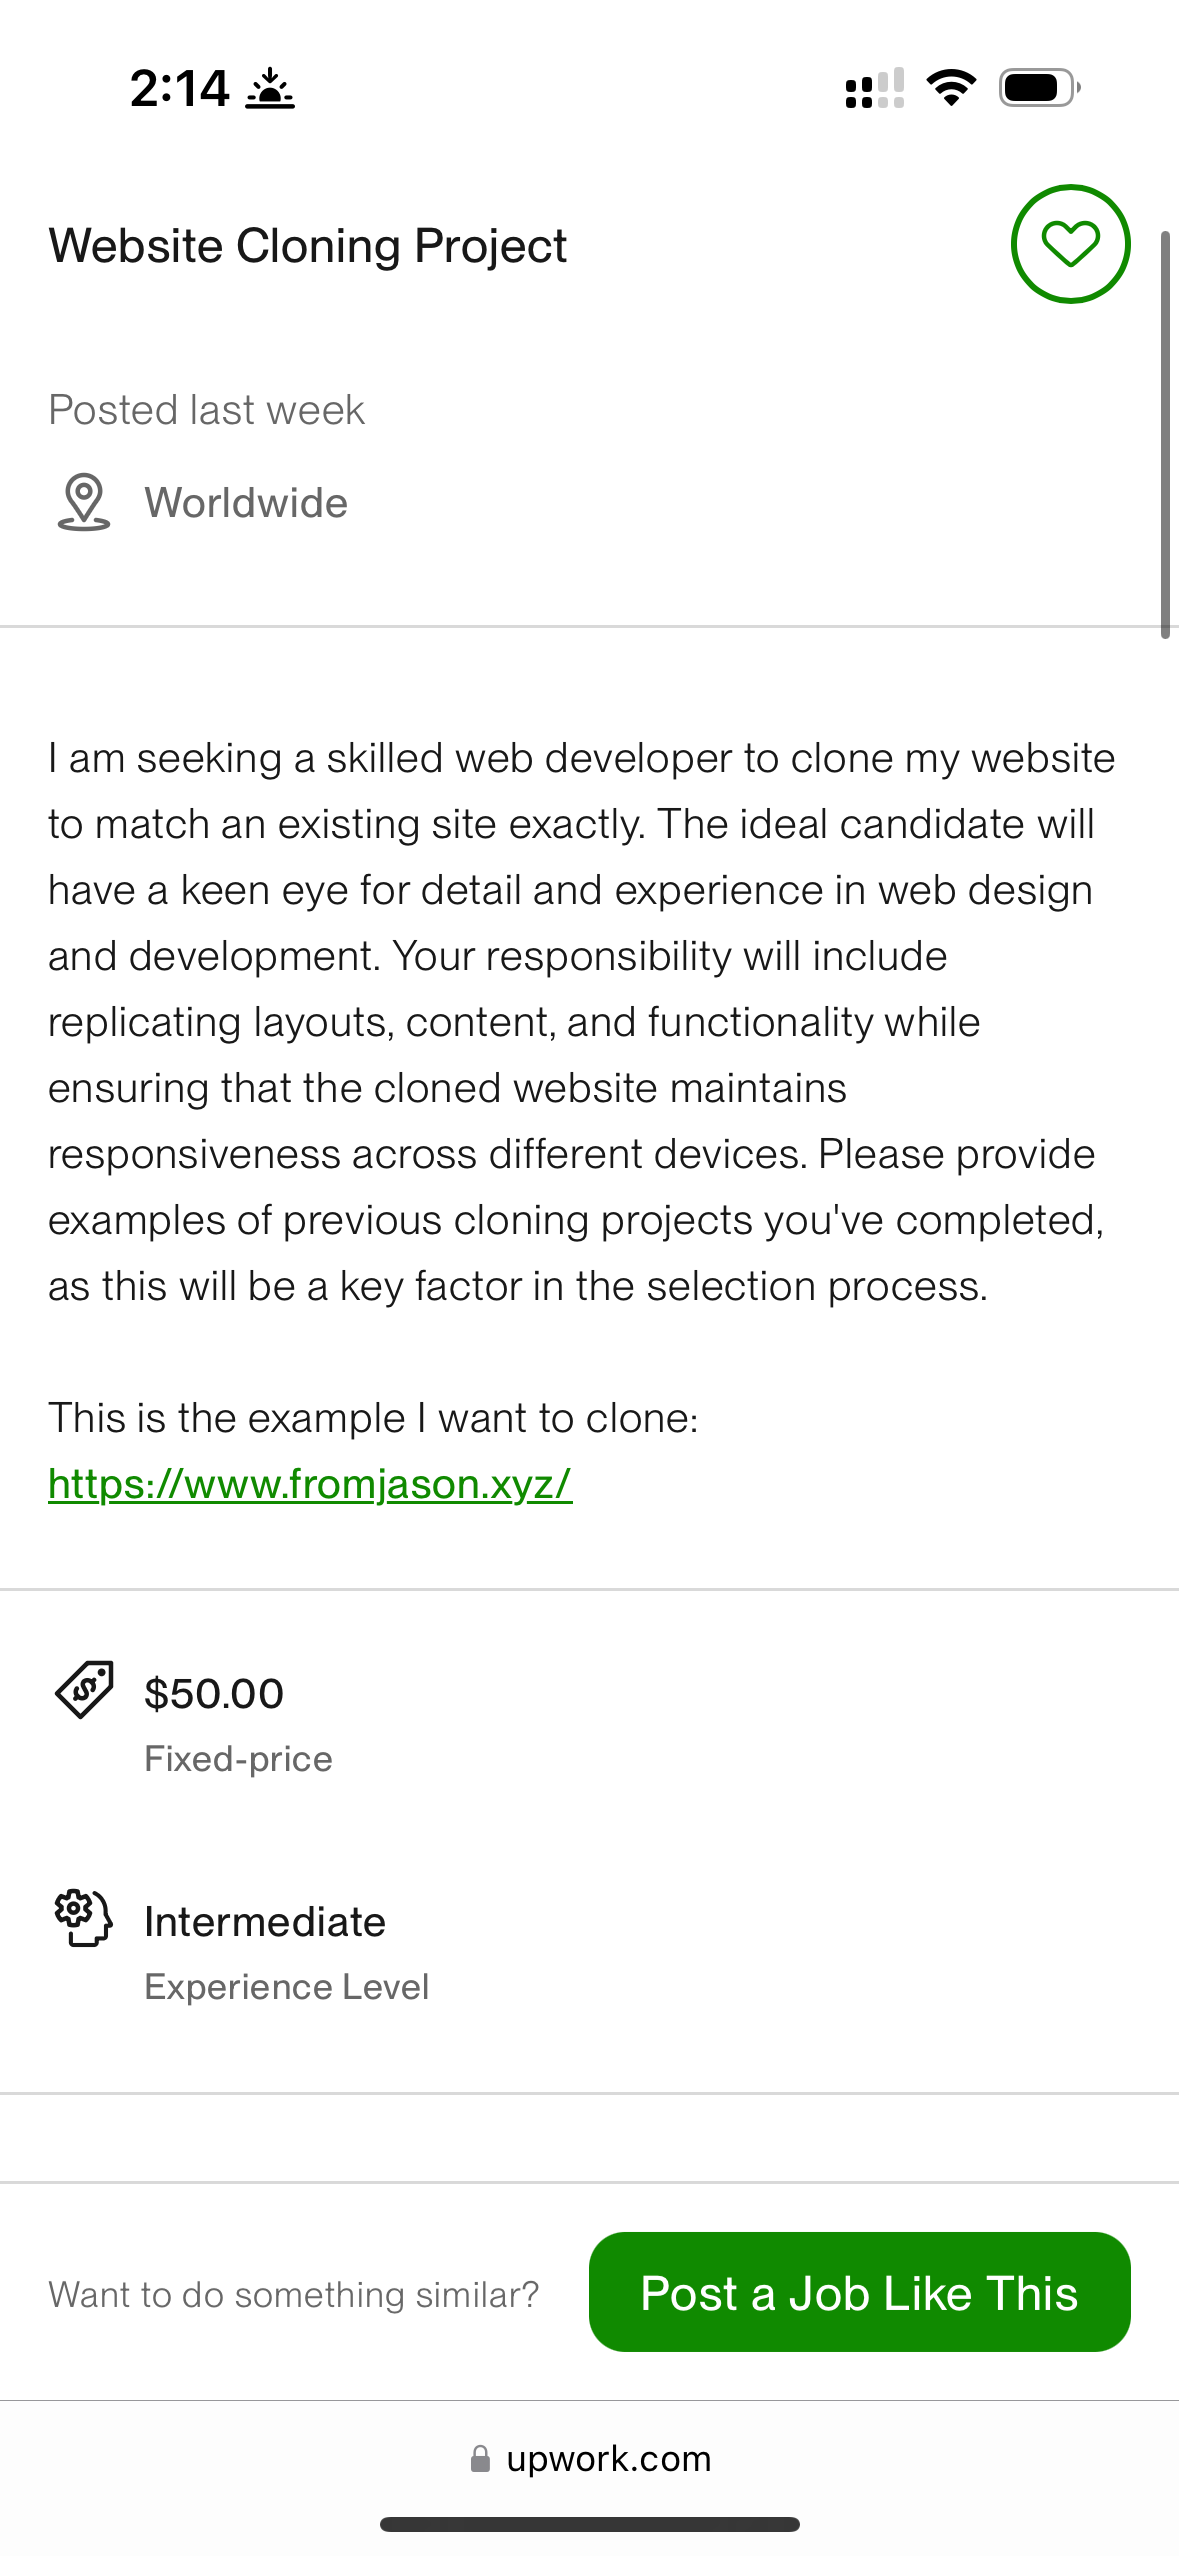 2:14
Website Cloning Project
Posted last week
Worldwide
I am seeking a skilled web developer to clone my website
to match an existing site exactly. The ideal candidate will
have a keen eye for detail and experience in web design
and development. Your responsibility will include
replicating layouts, content, and functionality while
ensuring that the cloned website maintains
responsiveness across different devices. Please provide
examples of previous cloning projects you've completed,
as this will be a key factor in the selection process.
This is the example I want to clone:
https://www.fromjason.xyz/
$50.00
Fixed-price
Intermediate
Experience Level
Want to do something similar?
Post a Job Like This
upwork.com